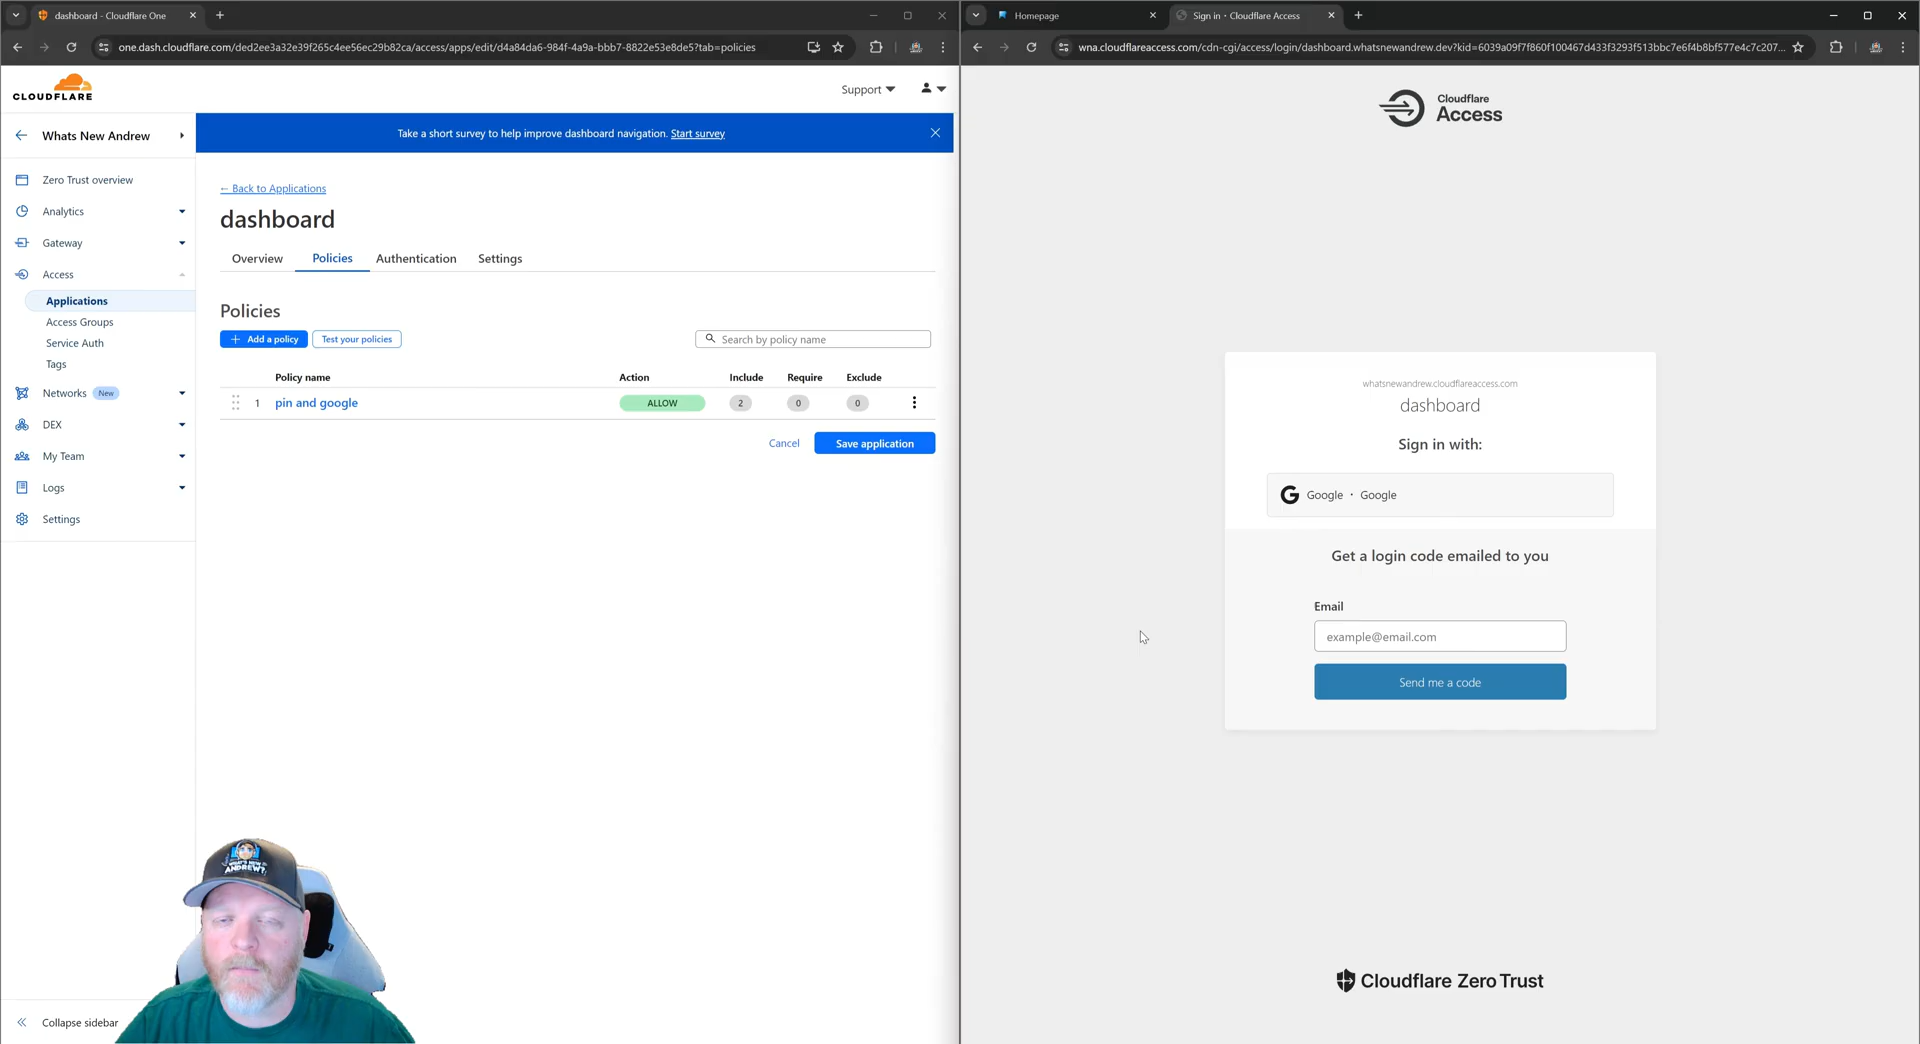 dashboard - Cloudflare One
one.dash.cloudflare.com/ded2ee3a32e39f265c4ee56ec29b82ca/access/apps/edit/d4a84da6-984f-4a9a-bbb7-8822e53e8de5?tab=policies
CLOUDFLARE
Support
Whats New Andrew
Take a short survey to help improve dashboard navigation. Start survey
Zero Trust overview
Analytics
Gateway
Access
Applications
Access Groups
Service Auth
Tags
Networks New
DEX
My Team
Logs
Settings
Collapse sidebar
← Back to Applications
dashboard
Overview Policies Authentication Settings
Policies
Add a policy Test your policies Search by policy name
Policy name Action Include Require Exclude
1 pin and google ALLOW 2 0 0
Cancel Save application
WHAT'S NEW
ANDREW?
Homepage
Sign in・Cloudflare Access
wna.cloudflareaccess.com/cdn-cgi/access/login/dashboard.whatsnewandrew.dev?kid=6039a09f7f860f100467d433f3293f513bbc7e6f4b8bf577e4c7c207...
Cloudflare
Access
whatsnewandrew.cloudflareaccess.com
dashboard
Sign in with:
Google・Google
Get a login code emailed to you
Email
example@email.com
Send me a code
Cloudflare Zero Trust